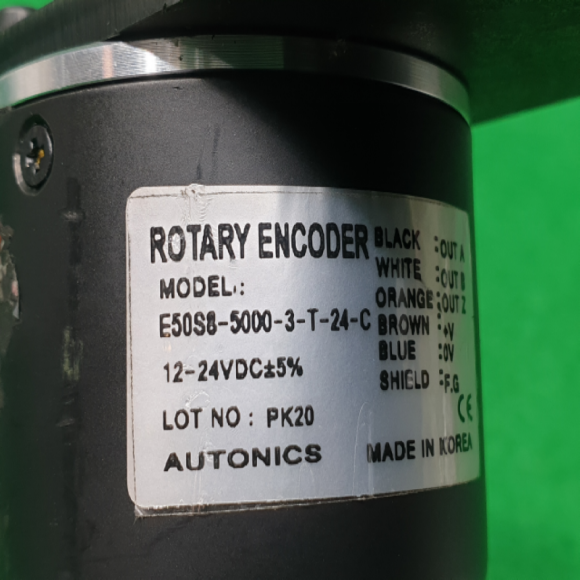 ROTARY ENCODER
MODEL.:
E50S8-5000-3-T-24-C
12-24VDC±5%
LOT NO : PK20
AUTONICS
BLACK :OUT A
WHITE :OUT B
ORANGE :OUT Z
BROWN :+V
BLUE :0V
SHIELD :F.G
CE
MADE IN KOREA